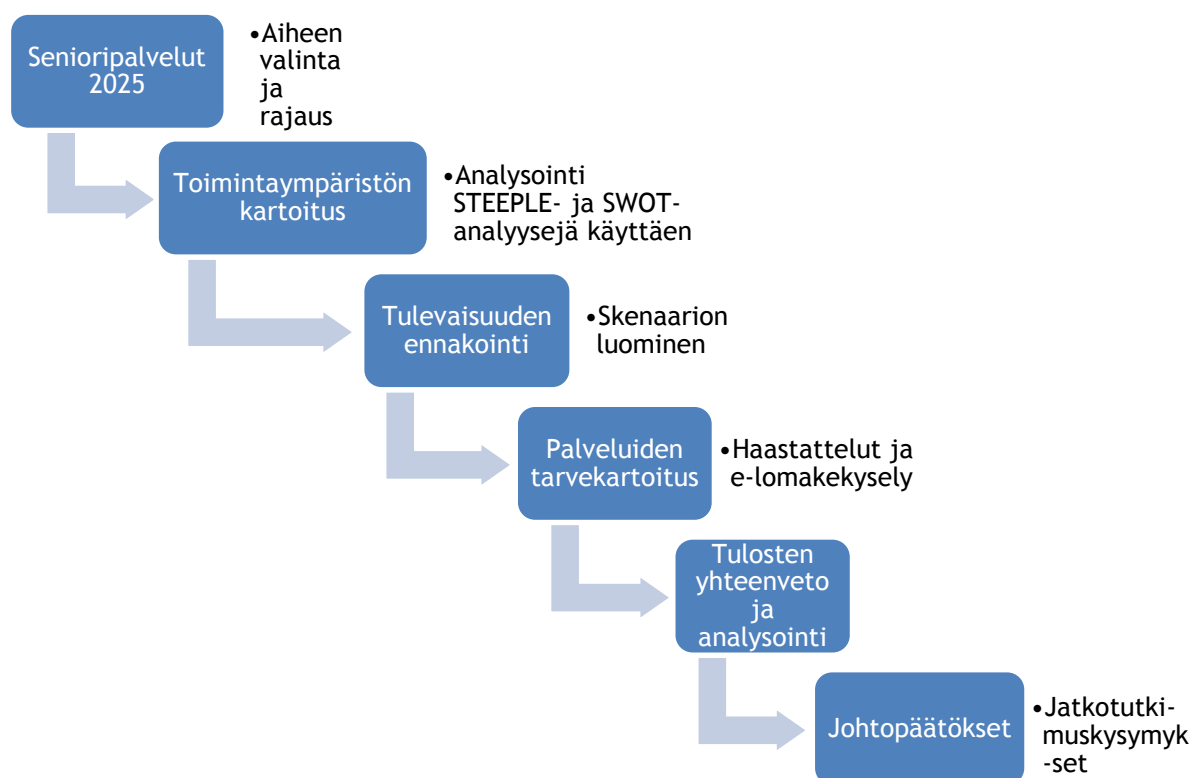 Senioripalvelut
2025
•Aiheen
valinta
ja
rajaus
Toimintaympäristön
kartoitus
•Analysointi
STEEPLE- ja SWOT-
analyysejä käyttäen
Tulevaisuuden
ennakointi
•Skenaarion
luominen
Palveluiden
tarvekartoitus
•Haastattelut ja
e-lomakekysely
Tulosten
yhteenveto
ja
analysointi
Johtopäätökset
•Jatkotutki-
muskysymyk
-set